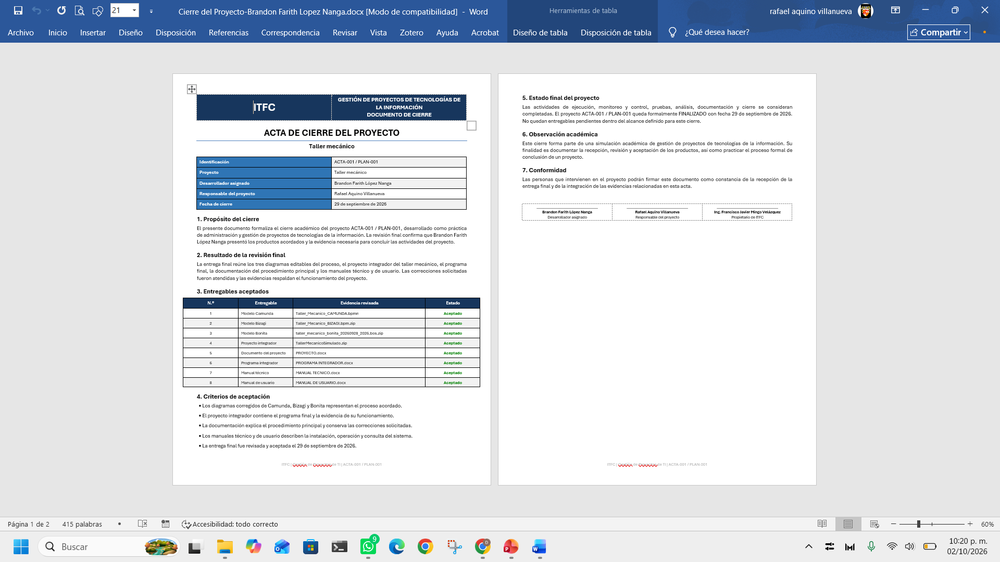 21
Cierre del Proyecto-Brandon Farith Lopez Nanga.docx [Modo de compatibilidad] - Word
Herramientas de tabla
rafael aquino villanueva
Archivo
Inicio
Insertar
Diseño
Disposición
Referencias
Correspondencia
Revisar
Vista
Zotero
Ayuda
Acrobat
Diseño de tabla
Disposición de tabla
¿Qué desea hacer?
Compartir
ITFC
GESTIÓN DE PROYECTOS DE TECNOLOGÍAS DE
LA INFORMACIÓN
DOCUMENTO DE CIERRE
ACTA DE CIERRE DEL PROYECTO
Taller mecánico
Identificación ACTA-001 / PLAN-001
Proyecto Taller mecánico
Desarrollador asignado Brandon Farith López Nanga
Responsable del proyecto Rafael Aquino Villanueva
Fecha de cierre 29 de septiembre de 2026
1. Propósito del cierre
El presente documento formaliza el cierre académico del proyecto ACTA-001 / PLAN-001, desarrollado como práctica
de administración y gestión de proyectos de tecnologías de la información. La revisión final confirma que Brandon Farith
López Nanga presentó los productos acordados y la evidencia necesaria para concluir las actividades del proyecto.
2. Resultado de la revisión final
La entrega final reúne los tres diagramas editables del proceso, el proyecto integrador del taller mecánico, el programa
final, la documentación del procedimiento principal y los manuales técnico y de usuario. Las correcciones solicitadas
fueron atendidas y las evidencias respaldan el funcionamiento del proyecto.
3. Entregables aceptados
N.º Entregable Evidencia revisada Estado
1 Modelo Camunda Taller_Mecanico_CAMUNDA.bpmn Aceptado
2 Modelo Bizagi Taller_Mecanico_BIZAGI.bpm.zip Aceptado
3 Modelo Bonita taller_mecanico_bonita_20260928_2026.bos.zip Aceptado
4 Proyecto integrador TallerMecanicoSimulado.zip Aceptado
5 Documento del proyecto PROYECTO.docx Aceptado
6 Programa integrador PROGRAMA INTEGRADOR.docx Aceptado
7 Manual técnico MANUAL TECNICO.docx Aceptado
8 Manual de usuario MANUAL DE USUARIO.docx Aceptado
4. Criterios de aceptación
• Los diagramas corregidos de Camunda, Bizagi y Bonita representan el proceso acordado.
• El proyecto integrador contiene el programa final y la evidencia de su funcionamiento.
• La documentación explica el procedimiento principal y conserva las correcciones solicitadas.
• Los manuales técnico y de usuario describen la instalación, operación y consulta del sistema.
• La entrega final fue revisada y aceptada el 29 de septiembre de 2026.
ITFC | Gestión de Proyectos de TI | ACTA-001 / PLAN-001
5. Estado final del proyecto
Las actividades de ejecución, monitoreo y control, pruebas, análisis, documentación y cierre se consideran
completadas. El proyecto ACTA-001 / PLAN-001 queda formalmente FINALIZADO con fecha 29 de septiembre de 2026.
No quedan entregables pendientes dentro del alcance definido para este cierre.
6. Observación académica
Este cierre forma parte de una simulación académica de gestión de proyectos de tecnologías de la información. Su
finalidad es documentar la recepción, revisión y aceptación de los productos, así como practicar el proceso formal de
conclusión de un proyecto.
7. Conformidad
Las personas que intervienen en el proyecto podrán firmar este documento como constancia de la recepción de la
entrega final y de la integración de las evidencias relacionadas en esta acta.
Brandon Farith López Nanga
Desarrollador asignado
Rafael Aquino Villanueva
Responsable del proyecto
Ing. Francisco Javier Mingo Velázquez
Propietario de ITFC
ITFC | Gestión de Proyectos de TI | ACTA-001 / PLAN-001
Página 1 de 2
415 palabras
Accesibilidad: todo correcto
60%
Buscar
9
D
10:20 p. m.
02/10/2026